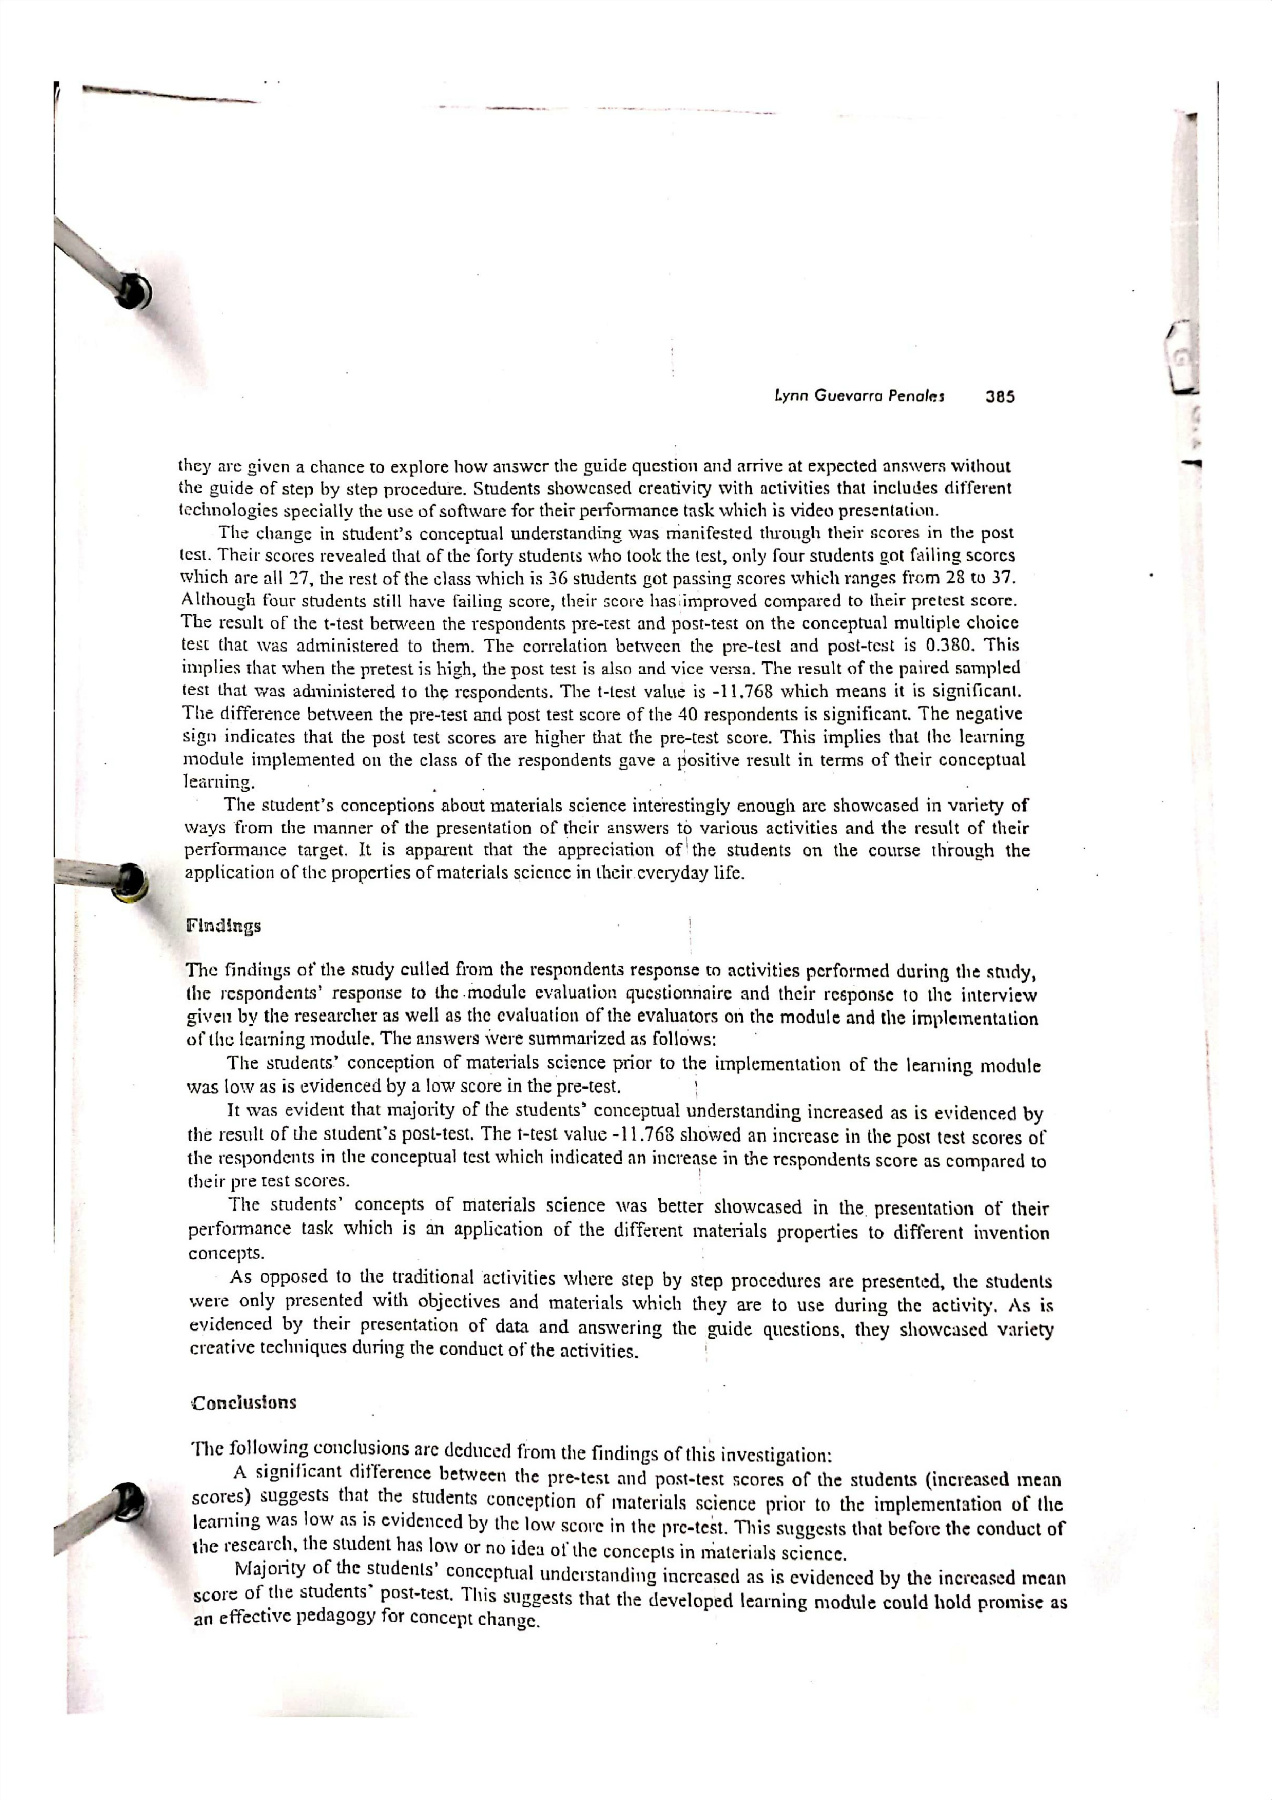 Lynn Guevarra Penales 385
they are given a chance to explore how answer the guide question and arrive at expected answers without
the guide of step by step procedure. Students showcased creativity with activities that includes different
technologies specially the use of software for their performance task which is video presentation.
The change in student's conceptual understanding was manifested through their scores in the post
test. Their scores revealed that of the forty students who took the test, only four students got failing scores
which are all 27, the rest of the class which is 36 students got passing scores which ranges from 28 to 37.
Although four students still have failing score, their score has improved compared to their pretest score.
The result of the t-test between the respondents pre-test and post-test on the conceptual multiple choice
test that was administered to them. The correlation between the pre-test and post-test is 0.380. This
implies that when the pretest is high, the post test is also and vice versa. The result of the paired sampled
test that was administered to the respondents. The t-test value is -11.768 which means it is significant.
The difference between the pre-test and post test score of the 40 respondents is significant. The negative
sign indicates that the post test scores are higher that the pre-test score. This implies that the learning
module implemented on the class of the respondents gave a positive result in terms of their conceptual
learning.
The student's conceptions about materials science interestingly enough are showcased in variety of
ways from the manner of the presentation of their answers to various activities and the result of their
performance target. It is apparent that the appreciation of the students on the course through the
application of the properties of materials science in their everyday life.
Findings
The findings of the study culled from the respondents response to activities performed during the study,
the respondents' response to the module evaluation questionnaire and their response to the interview
given by the researcher as well as the evaluation of the evaluators on the module and the implementation
of the learning module. The answers were summarized as follows:
The students' conception of materials science prior to the implementation of the learning module
was low as is evidenced by a low score in the pre-test.
It was evident that majority of the students' conceptual understanding increased as is evidenced by
the result of the student's post-test. The t-test value -11.768 showed an increase in the post test scores of
the respondents in the conceptual test which indicated an increase in the respondents score as compared to
their pre test scores.
The students' concepts of materials science was better showcased in the presentation of their
performance task which is an application of the different materials properties to different invention
concepts.
As opposed to the traditional activities where step by step procedures are presented, the students
were only presented with objectives and materials which they are to use during the activity. As is
evidenced by their presentation of data and answering the guide questions, they showcased variety
creative techniques during the conduct of the activities.
Conclusions
The following conclusions are deduced from the findings of this investigation:
A significant difference between the pre-test and post-test scores of the students (increased mean
scores) suggests that the students conception of materials science prior to the implementation of the
learning was low as is evidenced by the low score in the pre-test. This suggests that before the conduct of
the research, the student has low or no idea of the concepts in materials science.
Majority of the students' conceptual understanding increased as is evidenced by the increased mean
score of the students' post-test. This suggests that the developed learning module could hold promise as
an effective pedagogy for concept change.